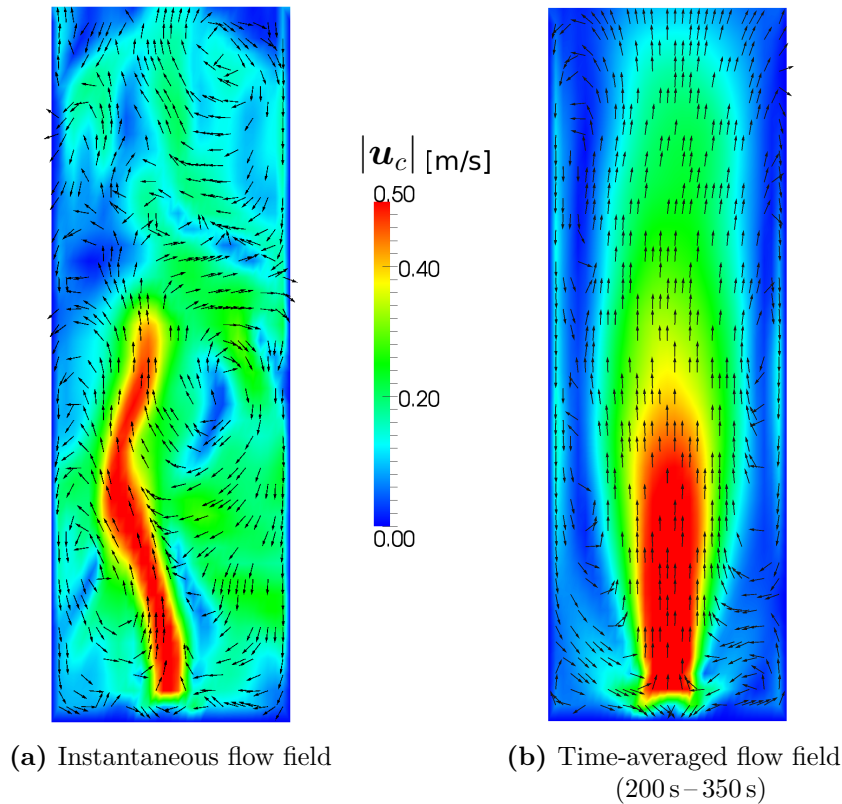 |u_c| [m/s]
0.50
0.40
0.20
0.00
(a) Instantaneous flow field
(b) Time-averaged flow field
(200 s – 350 s)